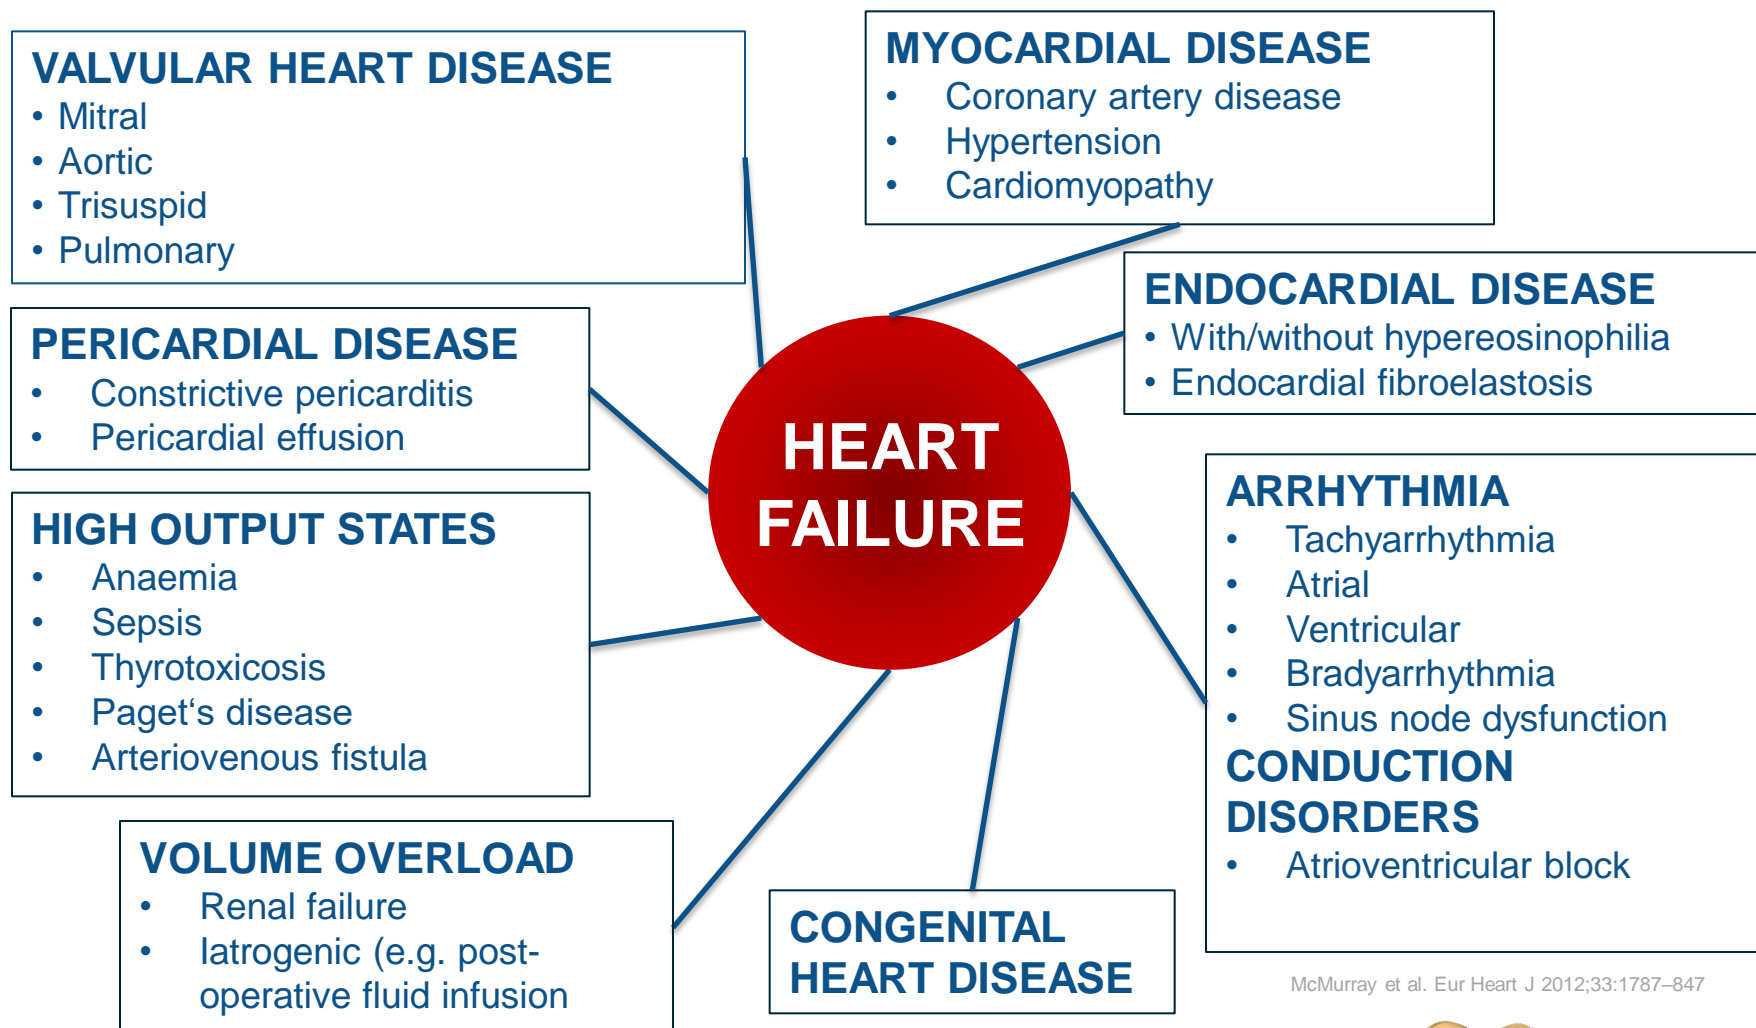 VALVULAR HEART DISEASE
• Mitral
• Aortic
• Trisuspid
• Pulmonary
MYOCARDIAL DISEASE
• Coronary artery disease
• Hypertension
• Cardiomyopathy
PERICARDIAL DISEASE
• Constrictive pericarditis
• Pericardial effusion
ENDOCARDIAL DISEASE
• With/without hypereosinophilia
• Endocardial fibroelastosis
HEART
FAILURE
HIGH OUTPUT STATES
• Anaemia
• Sepsis
• Thyrotoxicosis
• Paget‘s disease
• Arteriovenous fistula
ARRHYTHMIA
• Tachyarrhythmia
• Atrial
• Ventricular
• Bradyarrhythmia
• Sinus node dysfunction
CONDUCTION
DISORDERS
• Atrioventricular block
VOLUME OVERLOAD
• Renal failure
• Iatrogenic (e.g. post-
operative fluid infusion
CONGENITAL
HEART DISEASE
McMurray et al. Eur Heart J 2012;33:1787–847